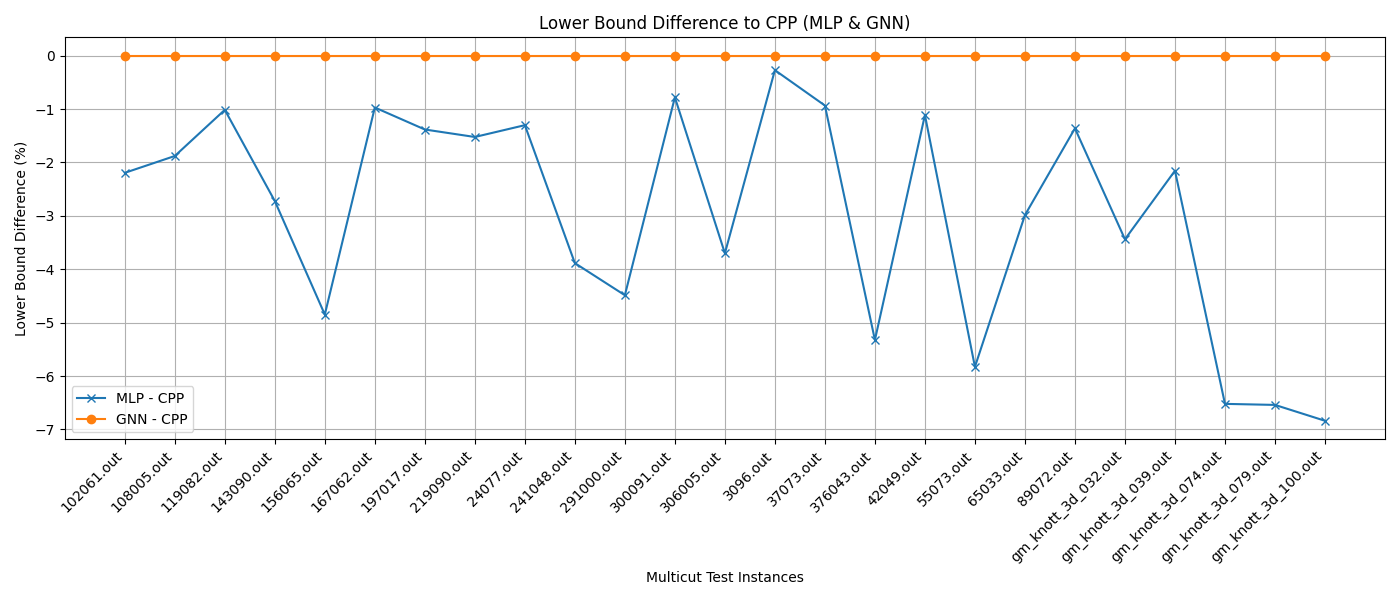 Lower Bound Difference to CPP (MLP & GNN)
Lower Bound Difference (%)
0
−1
−2
−3
−4
−5
−6
−7
MLP - CPP
GNN - CPP
102061.out
108005.out
119082.out
143090.out
156065.out
167062.out
197017.out
219090.out
24077.out
241048.out
291000.out
300091.out
306005.out
3096.out
37073.out
376043.out
42049.out
55073.out
65033.out
89072.out
gm_knott_3d_032.out
gm_knott_3d_039.out
gm_knott_3d_074.out
gm_knott_3d_079.out
gm_knott_3d_100.out
Multicut Test Instances